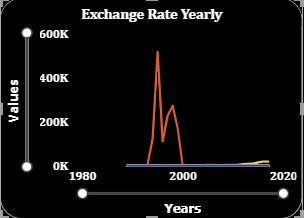 Exchange Rate Yearly
600K
400K
200K
0K
Values
1980 2000 2020
Years